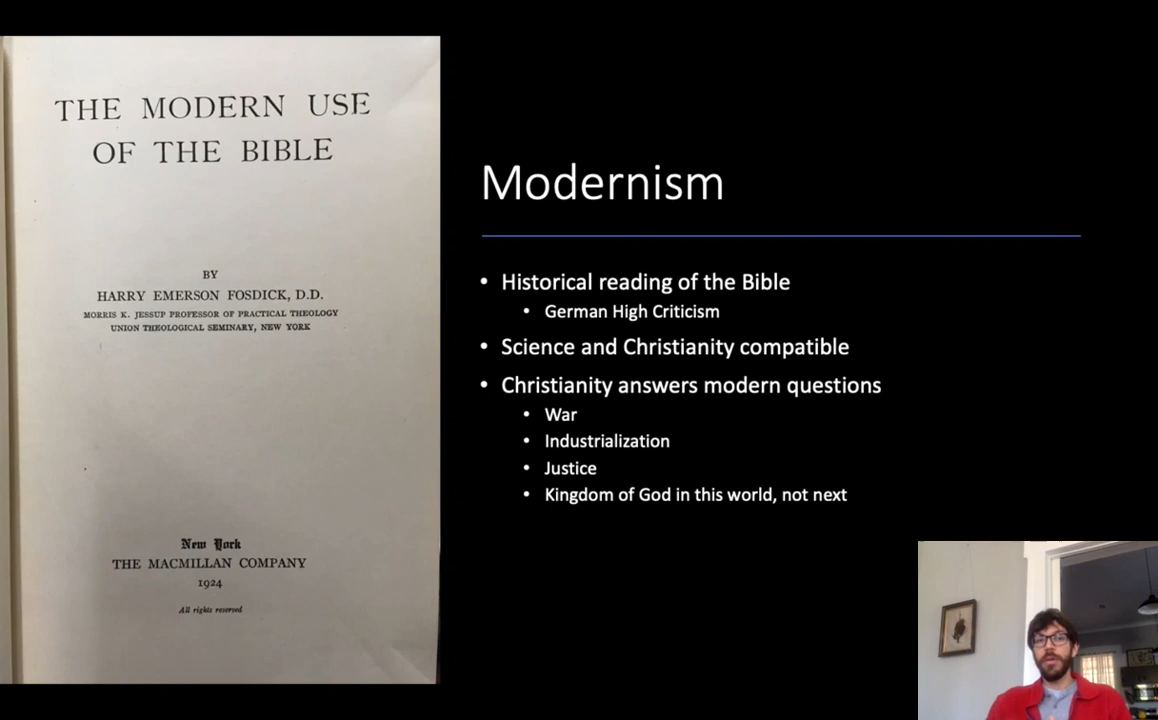 THE MODERN USE
OF THE BIBLE
BY
HARRY EMERSON FOSDICK, D.D.
MORRIS K. JESSUP PROFESSOR OF PRACTICAL THEOLOGY
UNION THEOLOGICAL SEMINARY, NEW YORK
New York
THE MACMILLAN COMPANY
1924
All rights reserved
Modernism
• Historical reading of the Bible
• German High Criticism
• Science and Christianity compatible
• Christianity answers modern questions
• War
• Industrialization
• Justice
• Kingdom of God in this world, not next